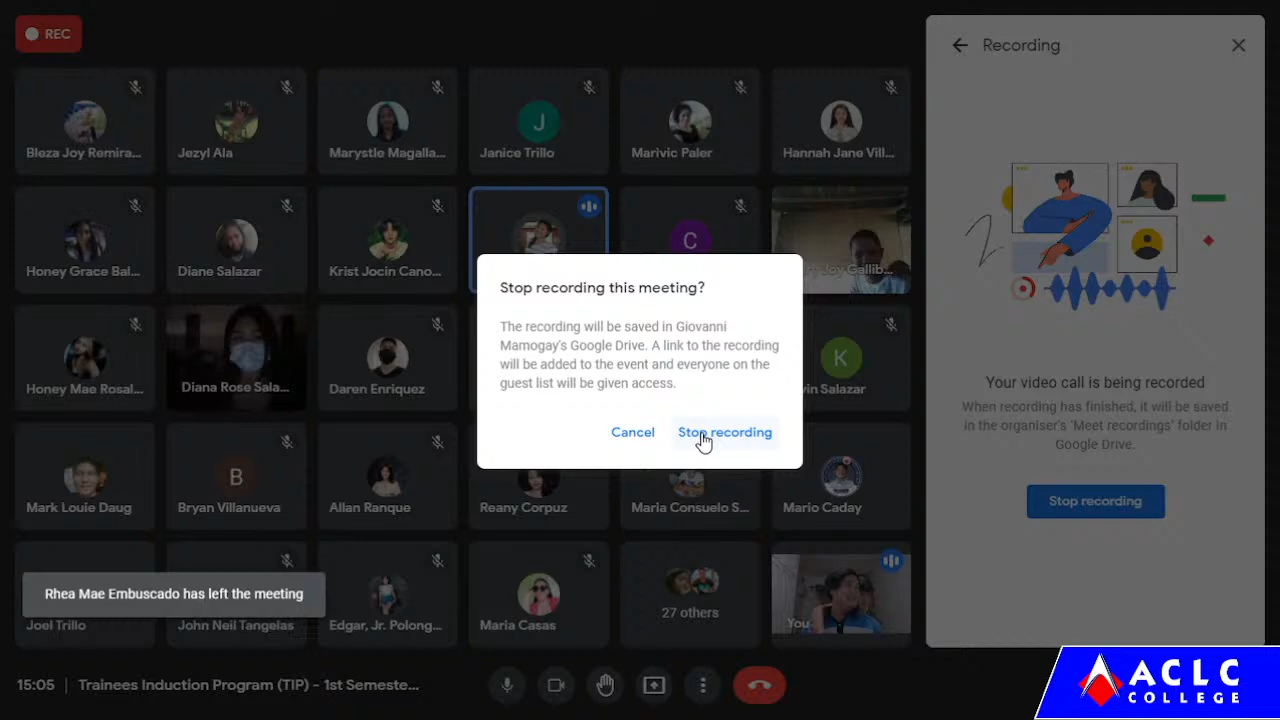 REC
Recording
Bleza Joy Remira...
Jezyl Ala
Marystle Magalla...
J
Janice Trillo
Marivic Paler
Hannah Jane Vill...
Honey Grace Bal...
Diane Salazar
Krist Jocin Cano...
C
Joy Gallib...
Stop recording this meeting?
The recording will be saved in Giovanni
Mamogay's Google Drive. A link to the recording
will be added to the event and everyone on the
guest list will be given access.
Cancel
Stop recording
Honey Mae Rosal...
Diana Rose Sala...
Daren Enriquez
K
Salazar
Your video call is being recorded
When recording has finished, it will be saved
in the organiser's 'Meet recordings' folder in
Google Drive.
Stop recording
Mark Louie Daug
B
Bryan Villanueva
Allan Ranque
Reany Corpuz
Maria Consuelo S...
Mario Caday
Rhea Mae Embuscado has left the meeting
Joel Trillo
John Neil Tangelas
Edgar, Jr. Polong...
Maria Casas
27 others
You
15:05 | Trainees Induction Program (TIP) - 1st Semeste...
ACLC
COLLEGE